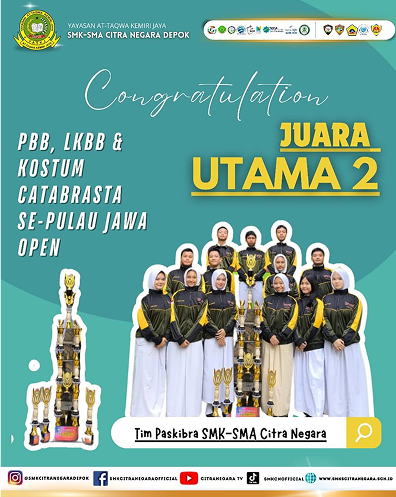 YAYASAN AT-TAQWA KEMIRI JAYA
SMK-SMA CITRA NEGARA DEPOK
Congratulation
PBB, LKBB &
KOSTUM
CATABRASTA
SE-PULAU JAWA
OPEN
JUARA
UTAMA 2
Tim Paskibra SMK-SMA Citra Negara
@SMKCITRANEGARADEPOK
SMKCITRANEGARAOFFICIAL
CITRANEGARA TV
SMKCNOFFICIAL
WWW.SMKSCITRANEGARA.SCH.ID